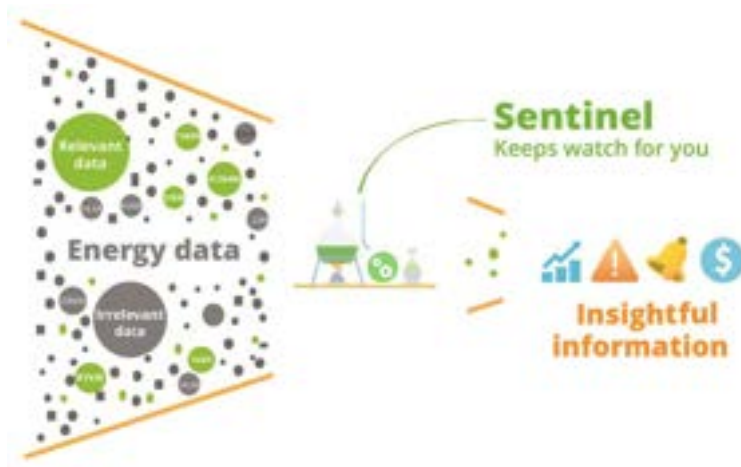 Relevant
data
Energy data
Irrelevant
data
Sentinel
Keeps watch for you
Insightful
information
$